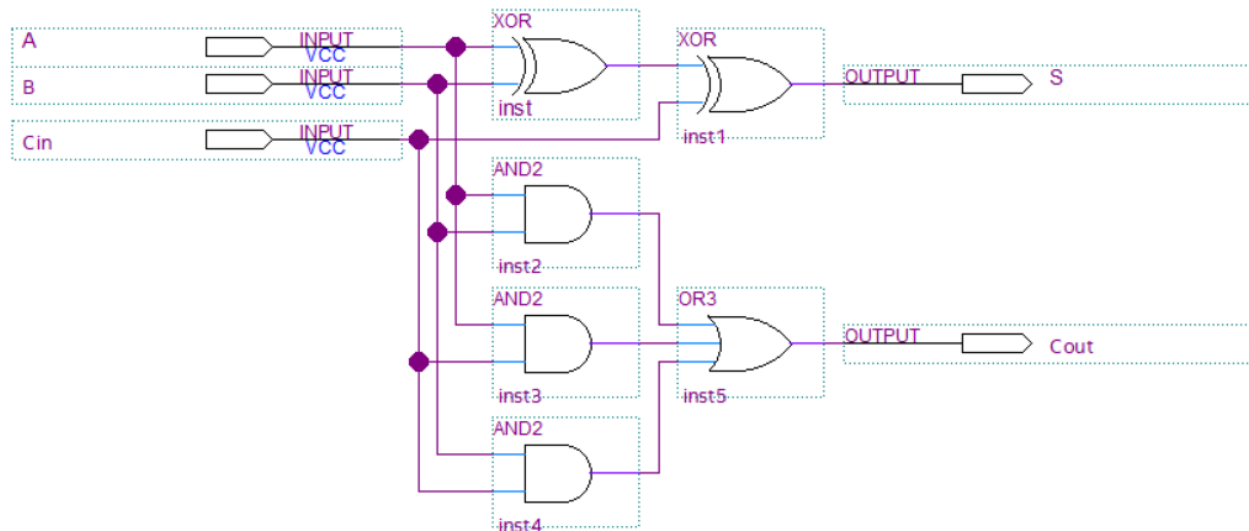 XOR
A INPUT
VCC
XOR
B INPUT
VCC
OUTPUT S
inst
Cin INPUT
VCC
inst1
AND2
inst2
AND2
OR3
OUTPUT Cout
inst3
inst5
AND2
inst4